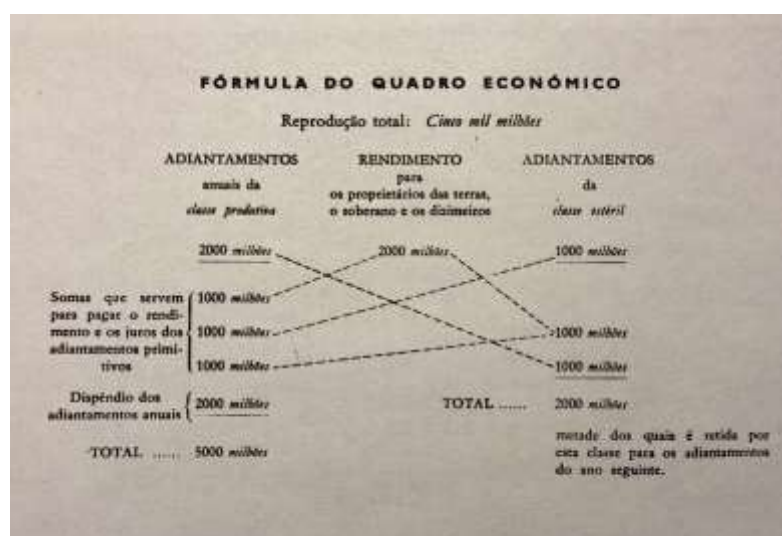 FÓRMULA DO QUADRO ECONÓMICO
Reprodução total: Cinco mil milhões
ADIANTAMENTOS
anuais da
classe produtiva
RENDIMENTO
para
os proprietários das terras,
o soberano e os dizimeiros
ADIANTAMENTOS
da
classe estéril
2000 milhões
2000 milhões
1000 milhões
Somas que servem
para pagar o rendi-
mento e os juros dos
adiantamentos primi-
tivos
1000 milhões
1000 milhões
1000 milhões
1000 milhões
1000 milhões
Dispêndio dos
adiantamentos anuais
2000 milhões
TOTAL ......
2000 milhões
TOTAL ......
5000 milhões
metade dos quais é retida por
esta classe para os adiantamentos
do ano seguinte.